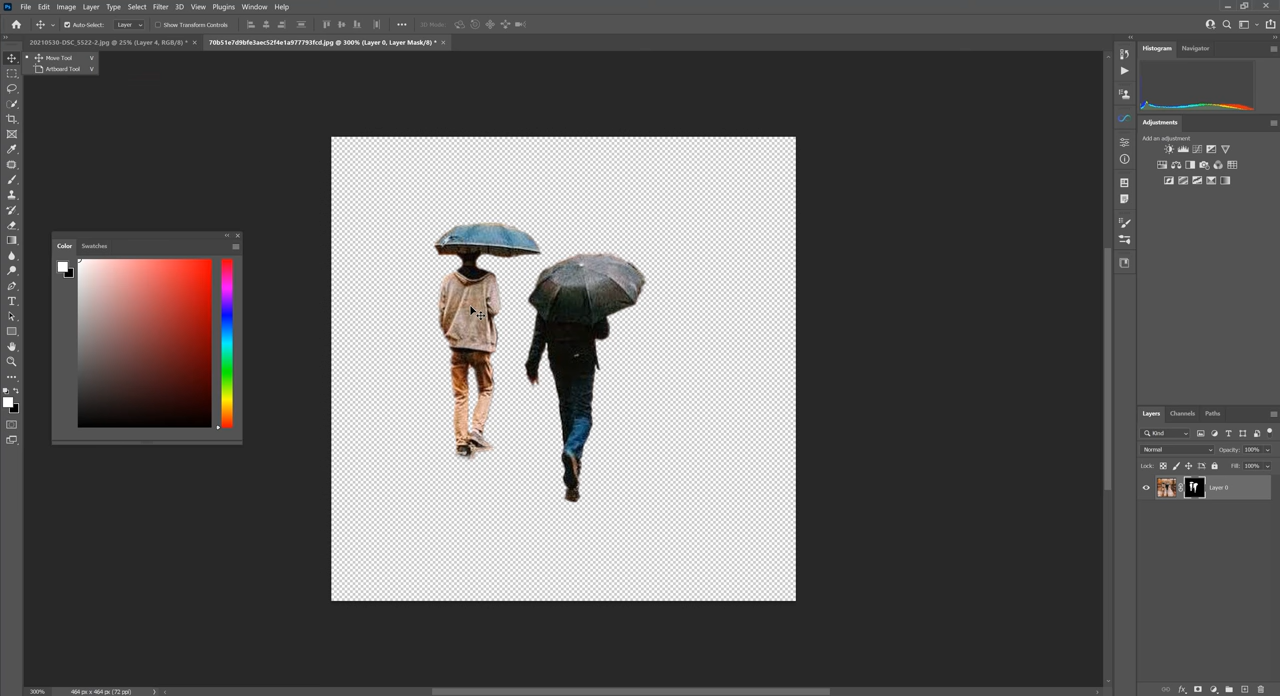 Ps File Edit Image Layer Type Select Filter 3D View Plugins Window Help
Auto-Select: Layer Show Transform Controls 3D Mode:
20210530-DSC_5522-2.jpg @ 25% (Layer 4, RGB/8) * × 70b51e7d9bfe3aec52f4e1a977793fcd.jpg @ 300% (Layer 0, Layer Mask/8) * ×
Move Tool V
Artboard Tool V
Color Swatches
Histogram Navigator
Adjustments
Add an adjustment
Layers Channels Paths
Kind
Normal Opacity: 100%
Lock: Fill: 100%
Layer 0
300% 464 px x 464 px (72 ppi)